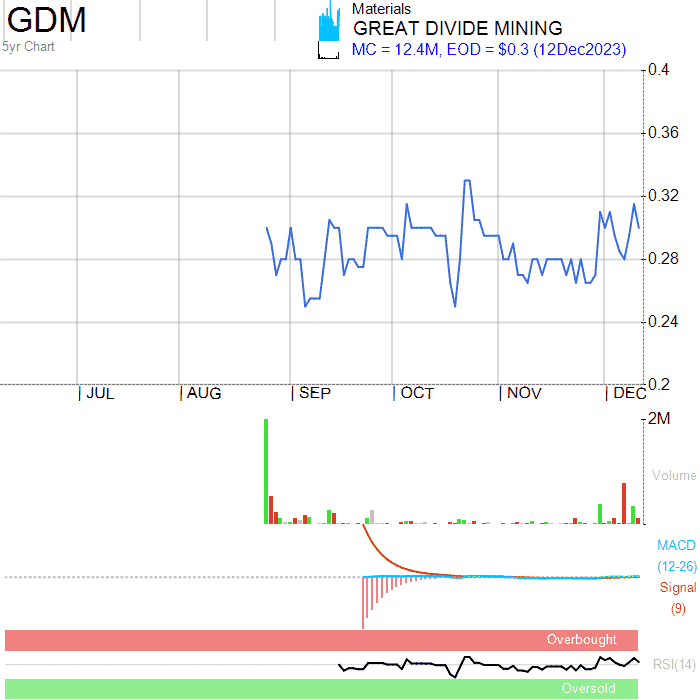 GDM
5yr Chart
Materials
GREAT DIVIDE MINING
MC = 12.4M, EOD = $0.3 (12Dec2023)
0.4
0.36
0.32
0.28
0.24
0.2
JUL AUG SEP OCT NOV DEC
2M
Volume
MACD
(12-26)
Signal
(9)
Overbought
RSI(14)
Oversold